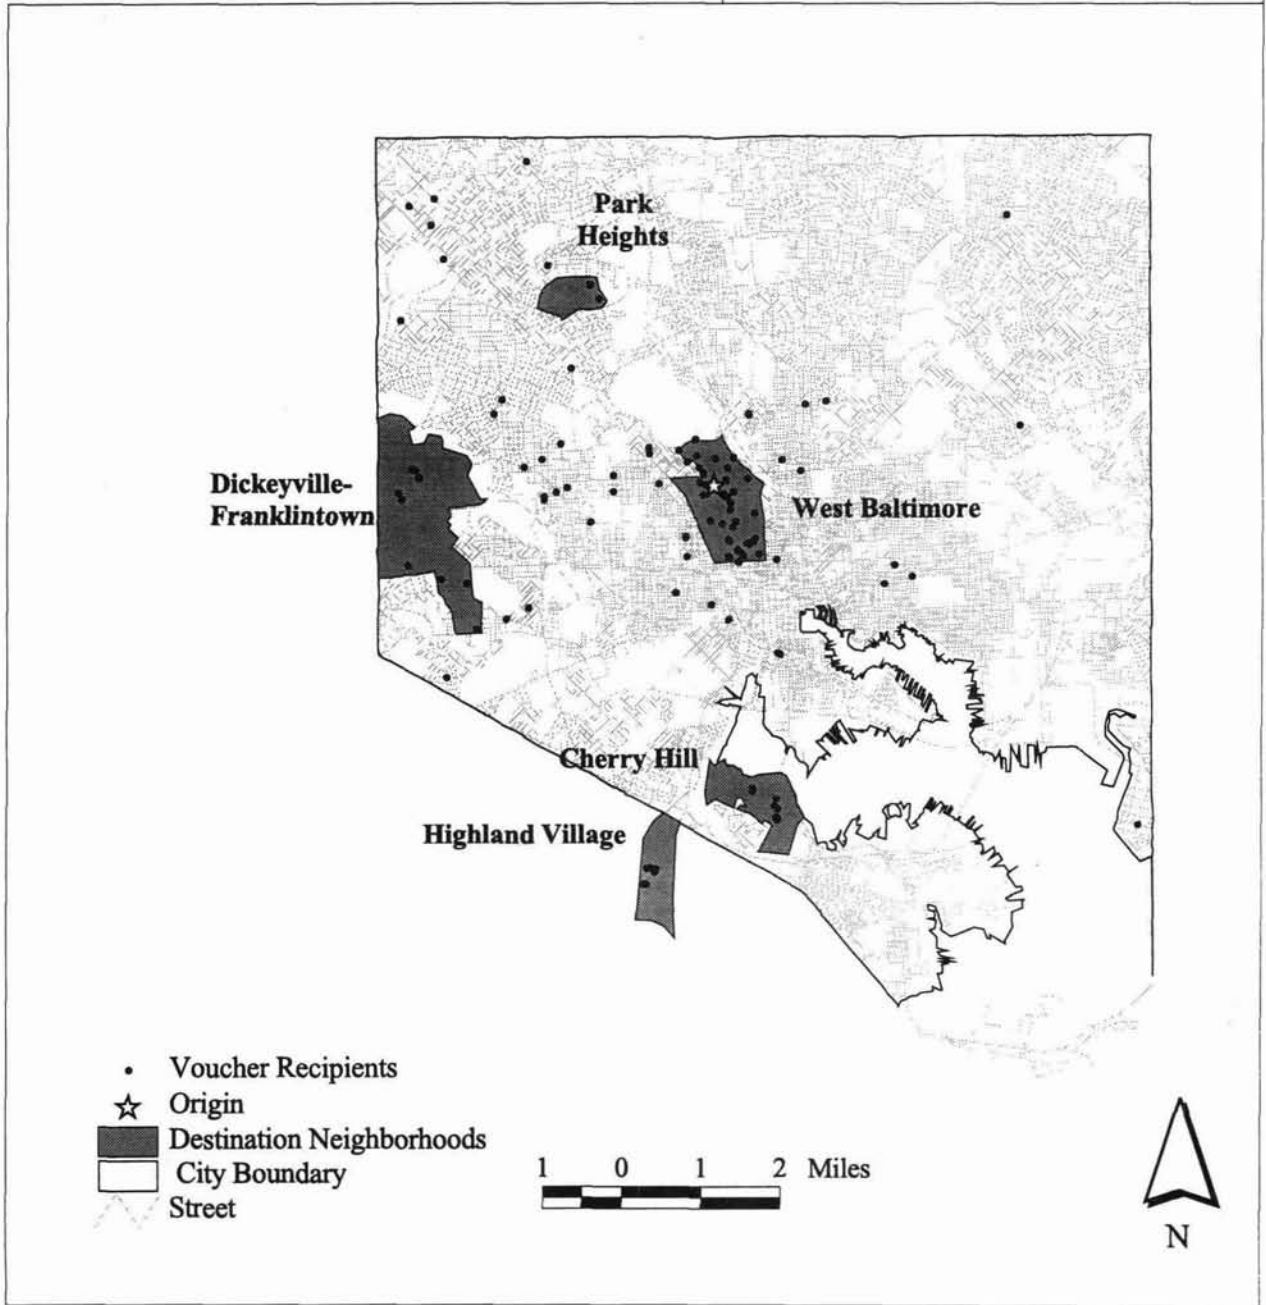 Park
Heights
Dickeyville-
Franklintown
West Baltimore
Cherry Hill
Highland Village
Voucher Recipients
Origin
Destination Neighborhoods
City Boundary
Street
1 0 1 2 Miles
N